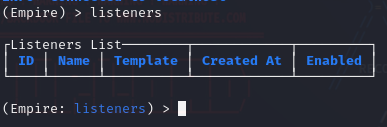 (Empire) > listeners
Listeners List
ID Name Template Created At Enabled
(Empire: listeners) >